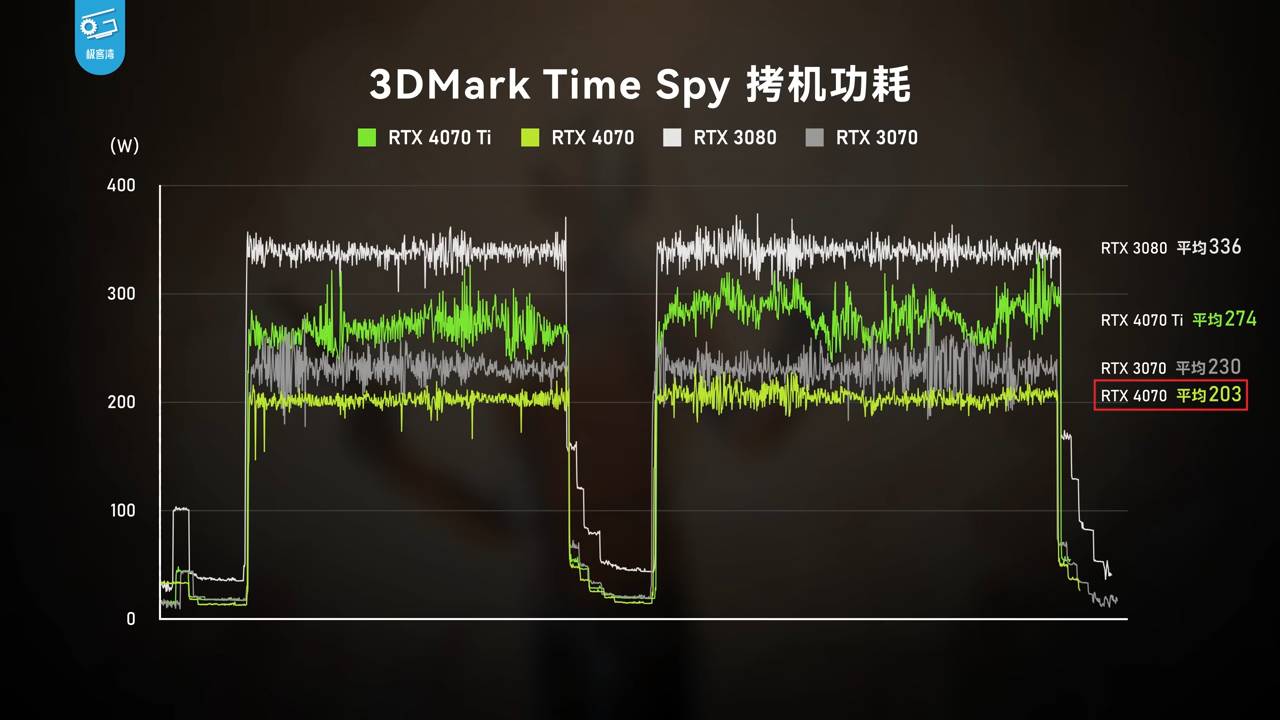 极客湾
3DMark Time Spy 拷机功耗
RTX 4070 Ti RTX 4070 RTX 3080 RTX 3070
(W)
400
300
200
100
0
RTX 3080 平均336
RTX 4070 Ti 平均274
RTX 3070 平均230
RTX 4070 平均203